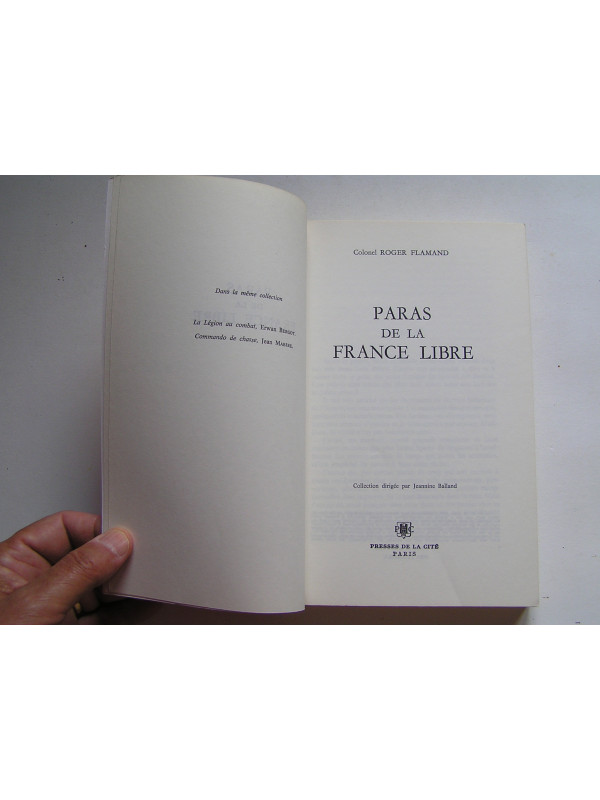 Dans la même collection
La Légion au combat, Erwan BERGOT.
Commando de chasse, Jean MABIRE.
Colonel ROGER FLAMAND
PARAS
DE LA
FRANCE LIBRE
Collection dirigée par Jeannine Balland
PRESSES DE LA CITÉ
PARIS